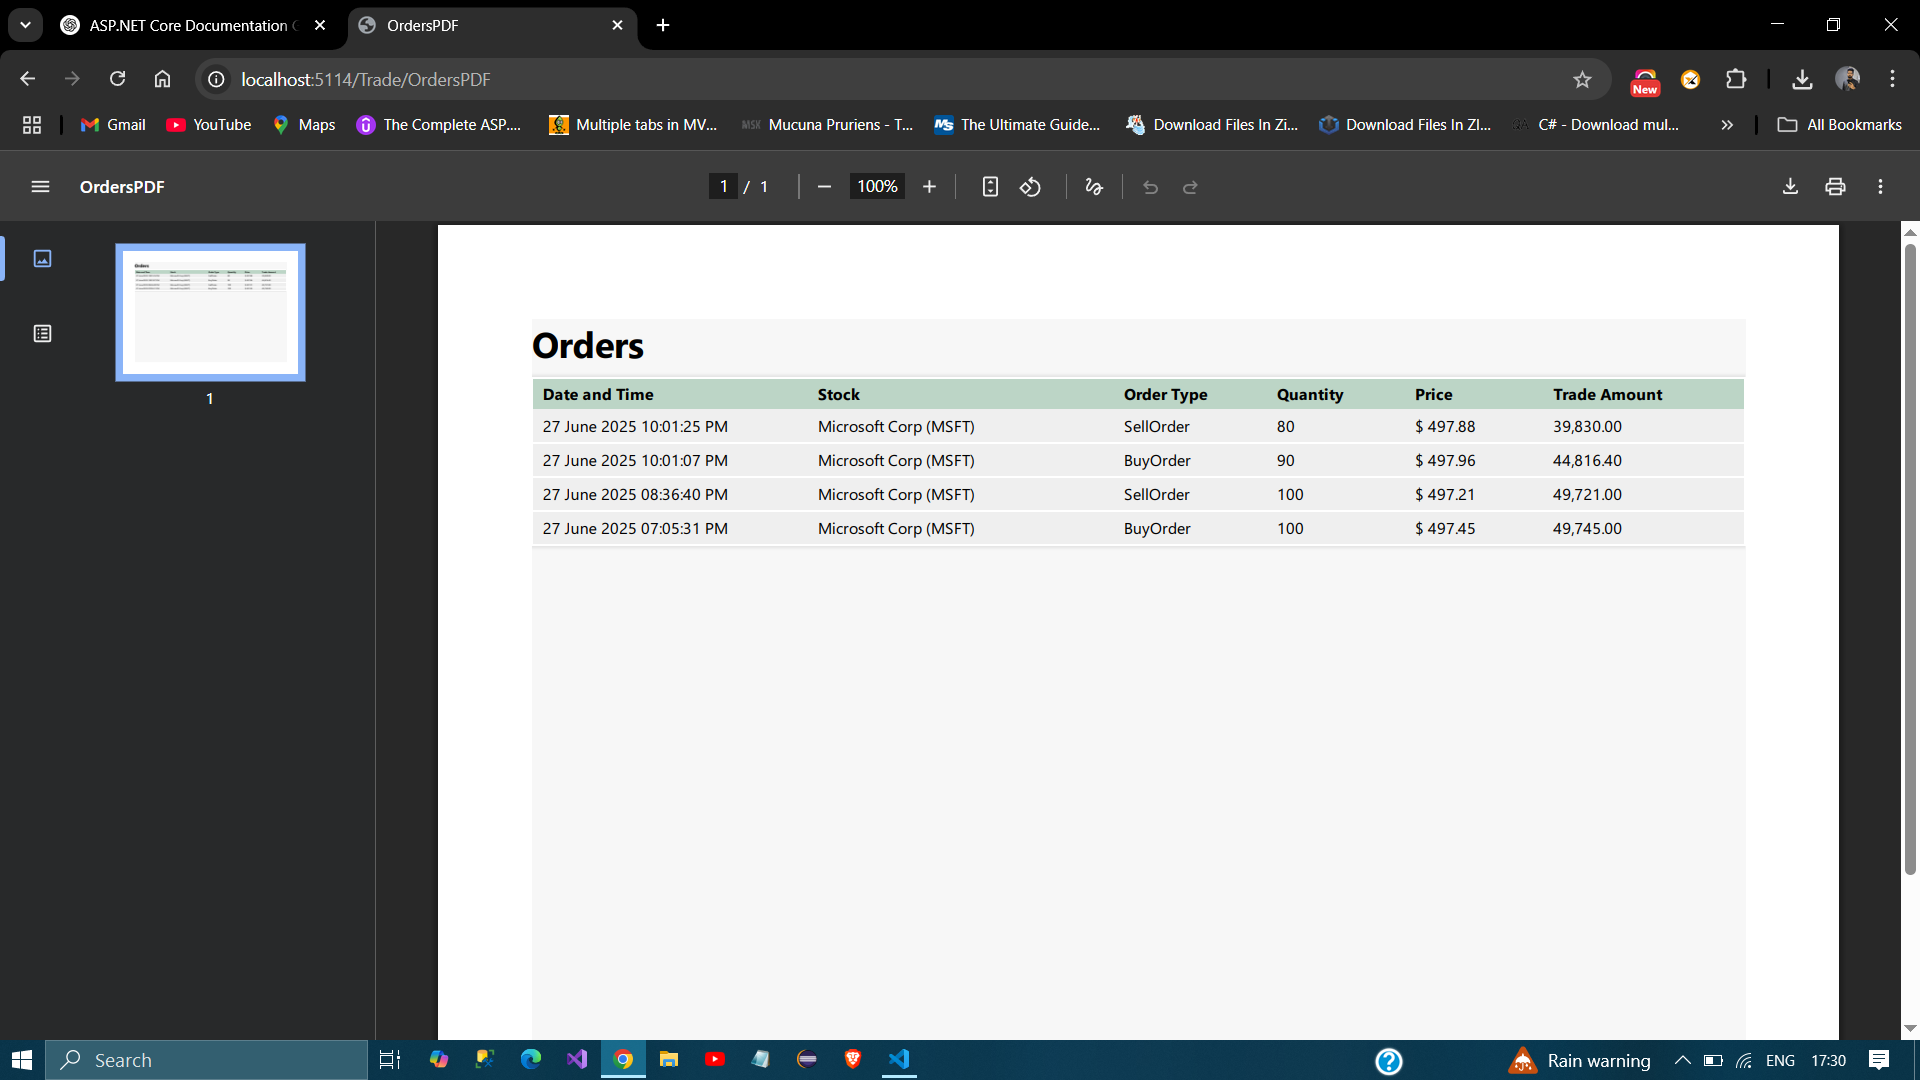 ASP.NET Core Documentation
OrdersPDF
localhost:5114/Trade/OrdersPDF
New
Gmail
YouTube
Maps
The Complete ASP....
Multiple tabs in MV...
Mucuna Pruriens - T...
The Ultimate Guide...
Download Files In Zi...
Download Files In ZI...
C# - Download mul...
All Bookmarks
OrdersPDF
1 / 1
100%
1
Orders
Date and Time Stock Order Type Quantity Price Trade Amount
27 June 2025 10:01:25 PM Microsoft Corp (MSFT) SellOrder 80 $ 497.88 39,830.00
27 June 2025 10:01:07 PM Microsoft Corp (MSFT) BuyOrder 90 $ 497.96 44,816.40
27 June 2025 08:36:40 PM Microsoft Corp (MSFT) SellOrder 100 $ 497.21 49,721.00
27 June 2025 07:05:31 PM Microsoft Corp (MSFT) BuyOrder 100 $ 497.45 49,745.00
Search
Rain warning
ENG
17:30